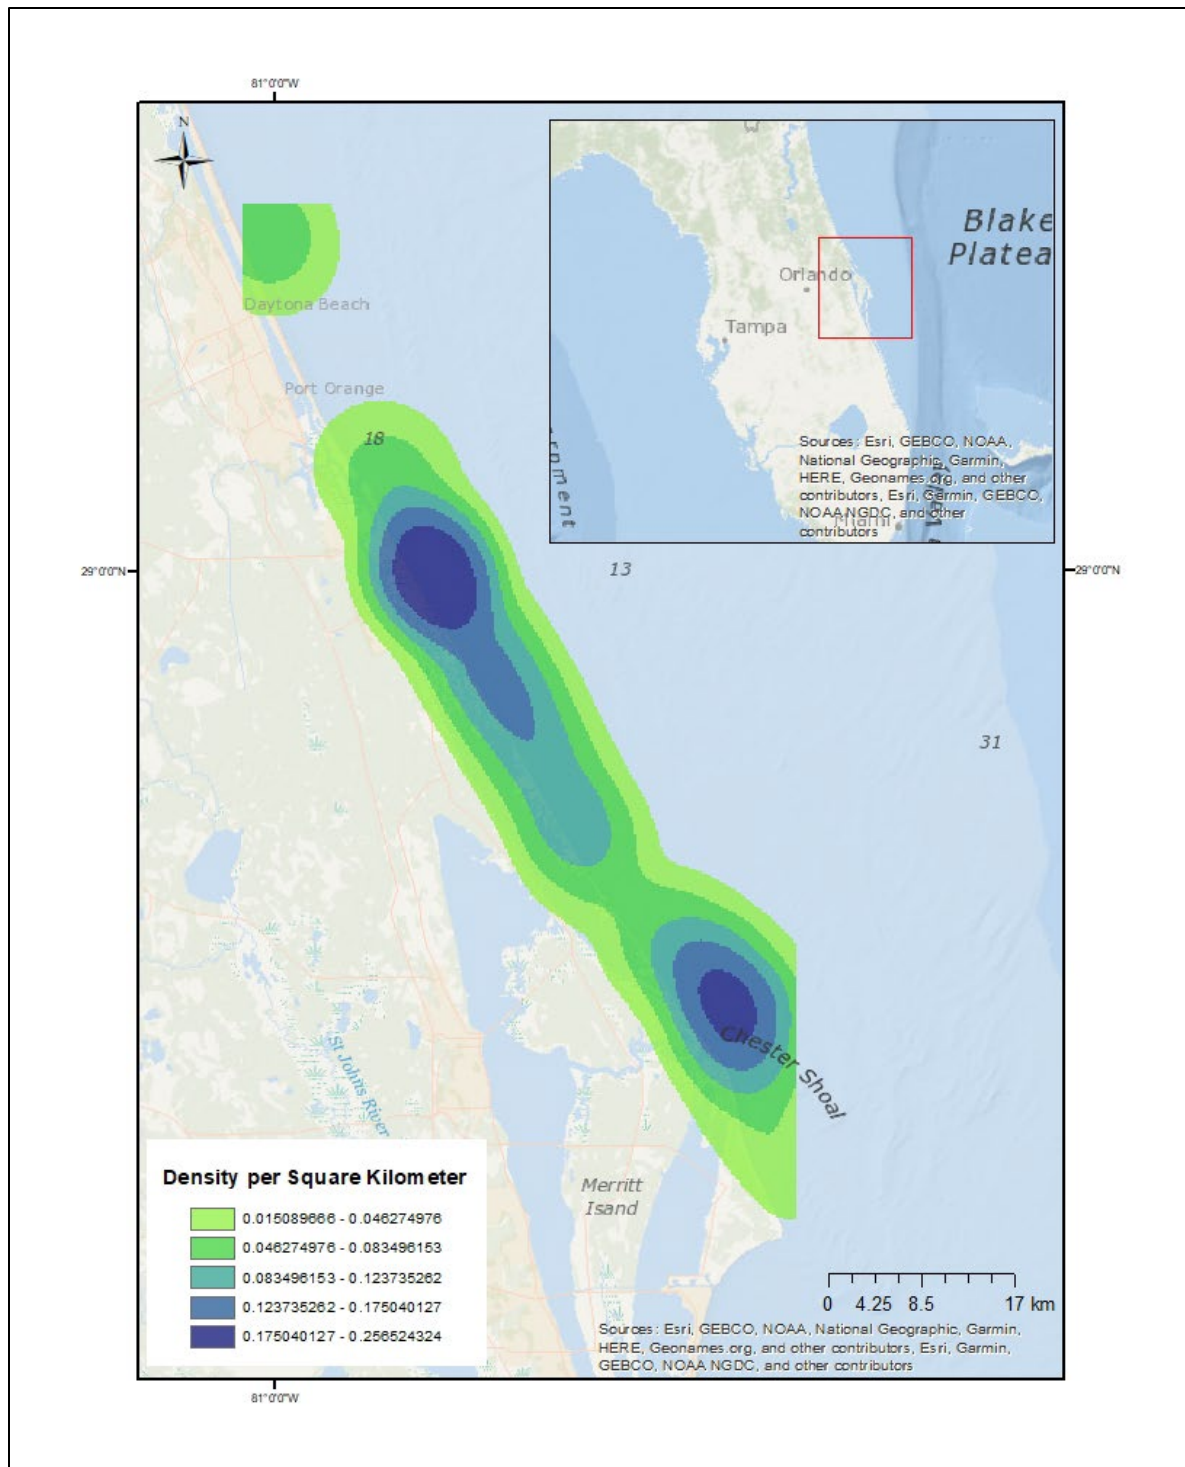 81°0'0"W
N
Blake
Platea
Orlando
Tampa
Daytona Beach
Port Orange
18
Sources: Esri, GEBCO, NOAA,
National Geographic, Garmin,
HERE, Geonames.org, and other
contributors, Esri, Garmin, GEBCO,
NOAA NGDC, and other
contributors
ernment
Miami
29°0'0"N
13
29°0'0"N
31
Chester Shoal
St Johns River
Merritt
Isand
Density per Square Kilometer
0.015089666 - 0.046274976
0.046274976 - 0.083496153
0.083496153 - 0.123735262
0.123735262 - 0.175040127
0.175040127 - 0.256524324
0 4.25 8.5 17 km
Sources: Esri, GEBCO, NOAA, National Geographic, Garmin,
HERE, Geonames.org, and other contributors, Esri, Garmin,
GEBCO, NOAA NGDC, and other contributors
81°0'0"W